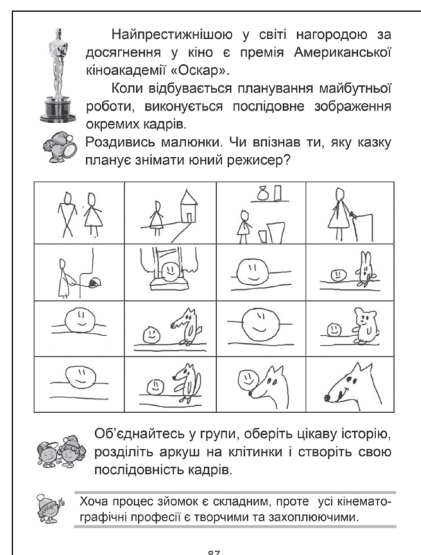 Найпрестижнішою у світі нагородою за
досягнення у кіно є премія Американської
кіноакадемії «Оскар».
Коли відбувається планування майбутньої
роботи, виконується послідовне зображення
окремих кадрів.
Роздивись малюнки. Чи впізнав ти, яку казку
планує знімати юний режисер?
Об’єднайтесь у групи, оберіть цікаву історію,
розділіть аркуш на клітинки і створіть свою
послідовність кадрів.
Хоча процес зйомок є складним, проте усі кінемато-
графічні професії є творчими та захоплюючими.
87